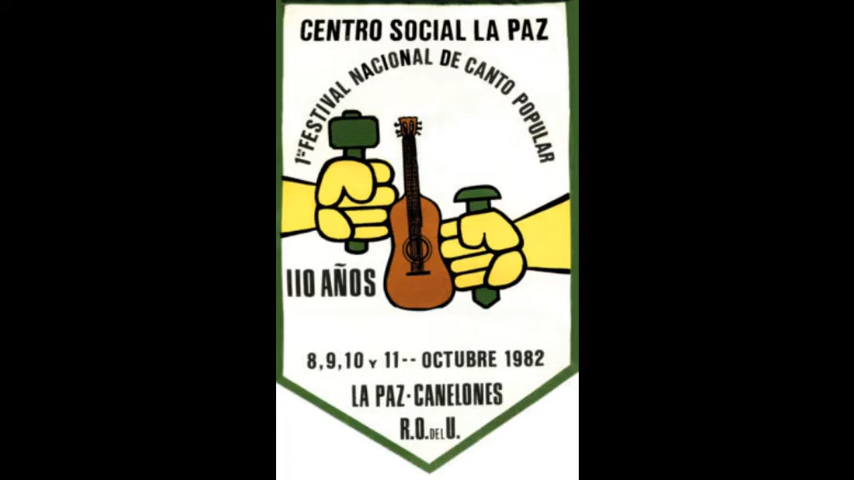 CENTRO SOCIAL LA PAZ
1er FESTIVAL NACIONAL DE CANTO POPULAR
110 AÑOS
8,9,10 Y 11-- OCTUBRE 1982
LA PAZ-CANELONES
R.O.DEL U.